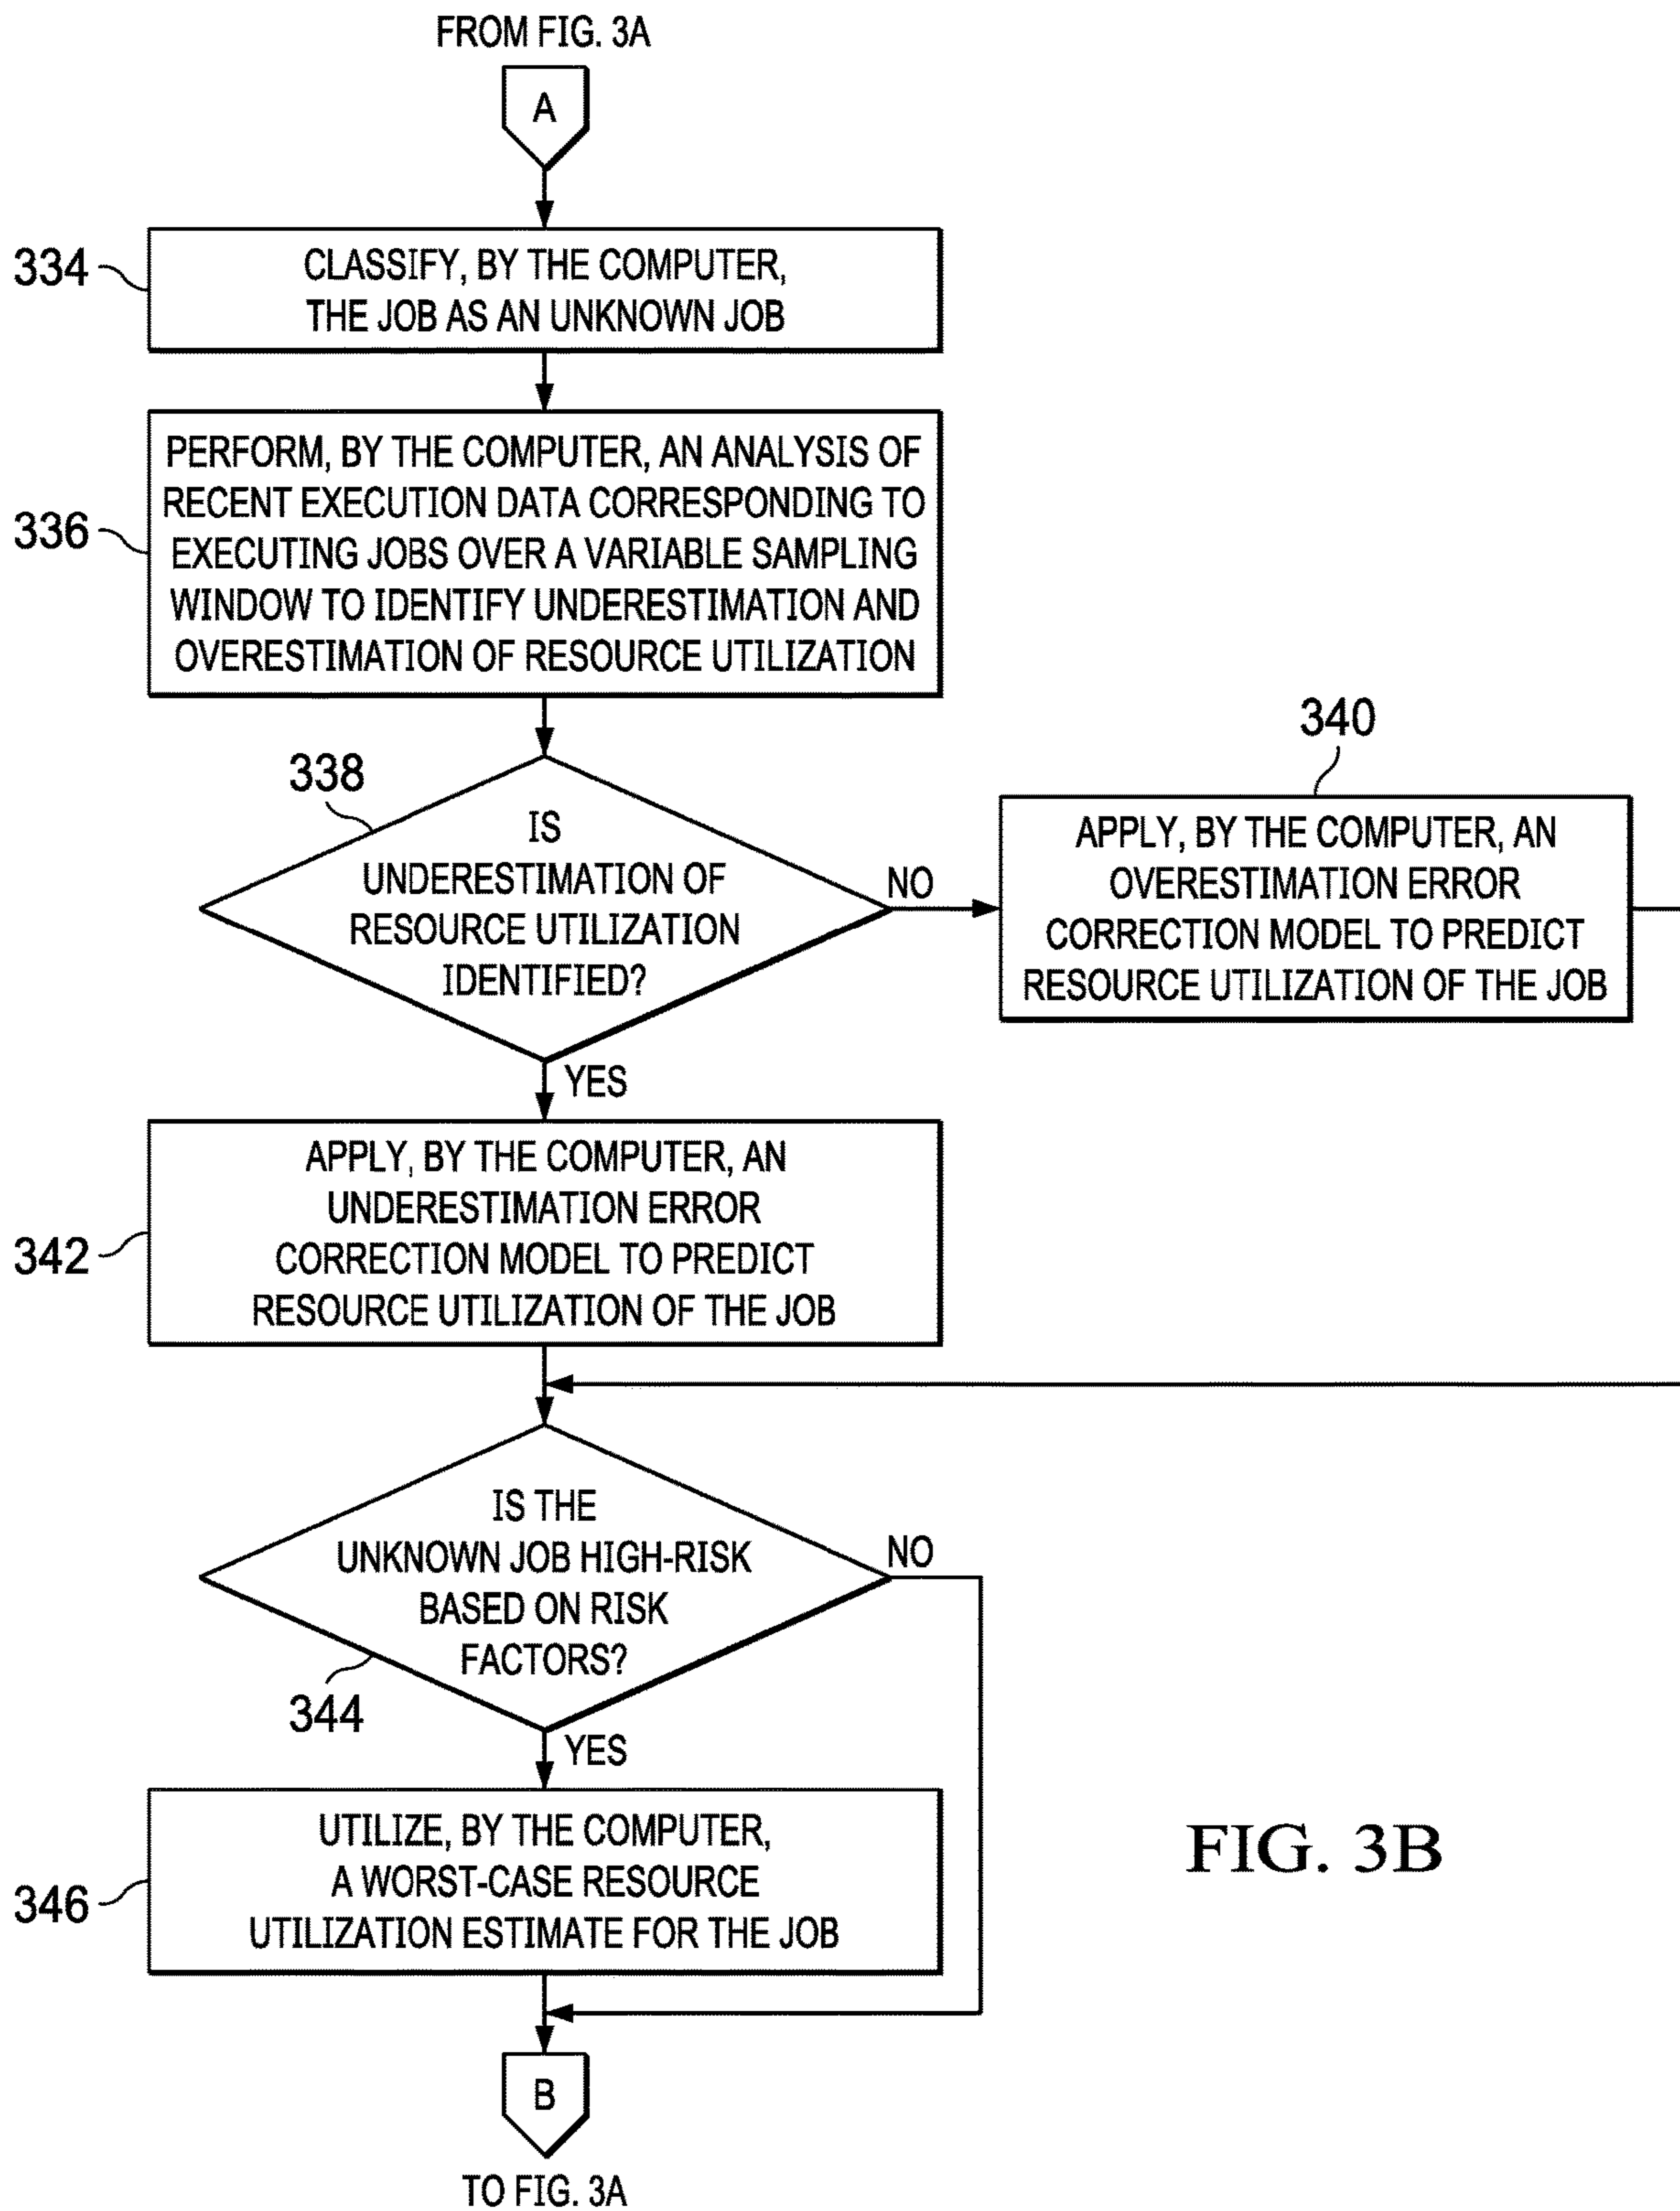 FROM FIG. 3A
A
334
CLASSIFY, BY THE COMPUTER,
THE JOB AS AN UNKNOWN JOB
336
PERFORM, BY THE COMPUTER, AN ANALYSIS OF
RECENT EXECUTION DATA CORRESPONDING TO
EXECUTING JOBS OVER A VARIABLE SAMPLING
WINDOW TO IDENTIFY UNDERESTIMATION AND
OVERESTIMATION OF RESOURCE UTILIZATION
338
IS
UNDERESTIMATION OF
RESOURCE UTILIZATION
IDENTIFIED?
NO
340
APPLY, BY THE COMPUTER, AN
OVERESTIMATION ERROR
CORRECTION MODEL TO PREDICT
RESOURCE UTILIZATION OF THE JOB
YES
342
APPLY, BY THE COMPUTER, AN
UNDERESTIMATION ERROR
CORRECTION MODEL TO PREDICT
RESOURCE UTILIZATION OF THE JOB
IS THE
UNKNOWN JOB HIGH-RISK
BASED ON RISK
FACTORS?
NO
344
YES
346
UTILIZE, BY THE COMPUTER,
A WORST-CASE RESOURCE
UTILIZATION ESTIMATE FOR THE JOB
FIG. 3B
B
TO FIG. 3A